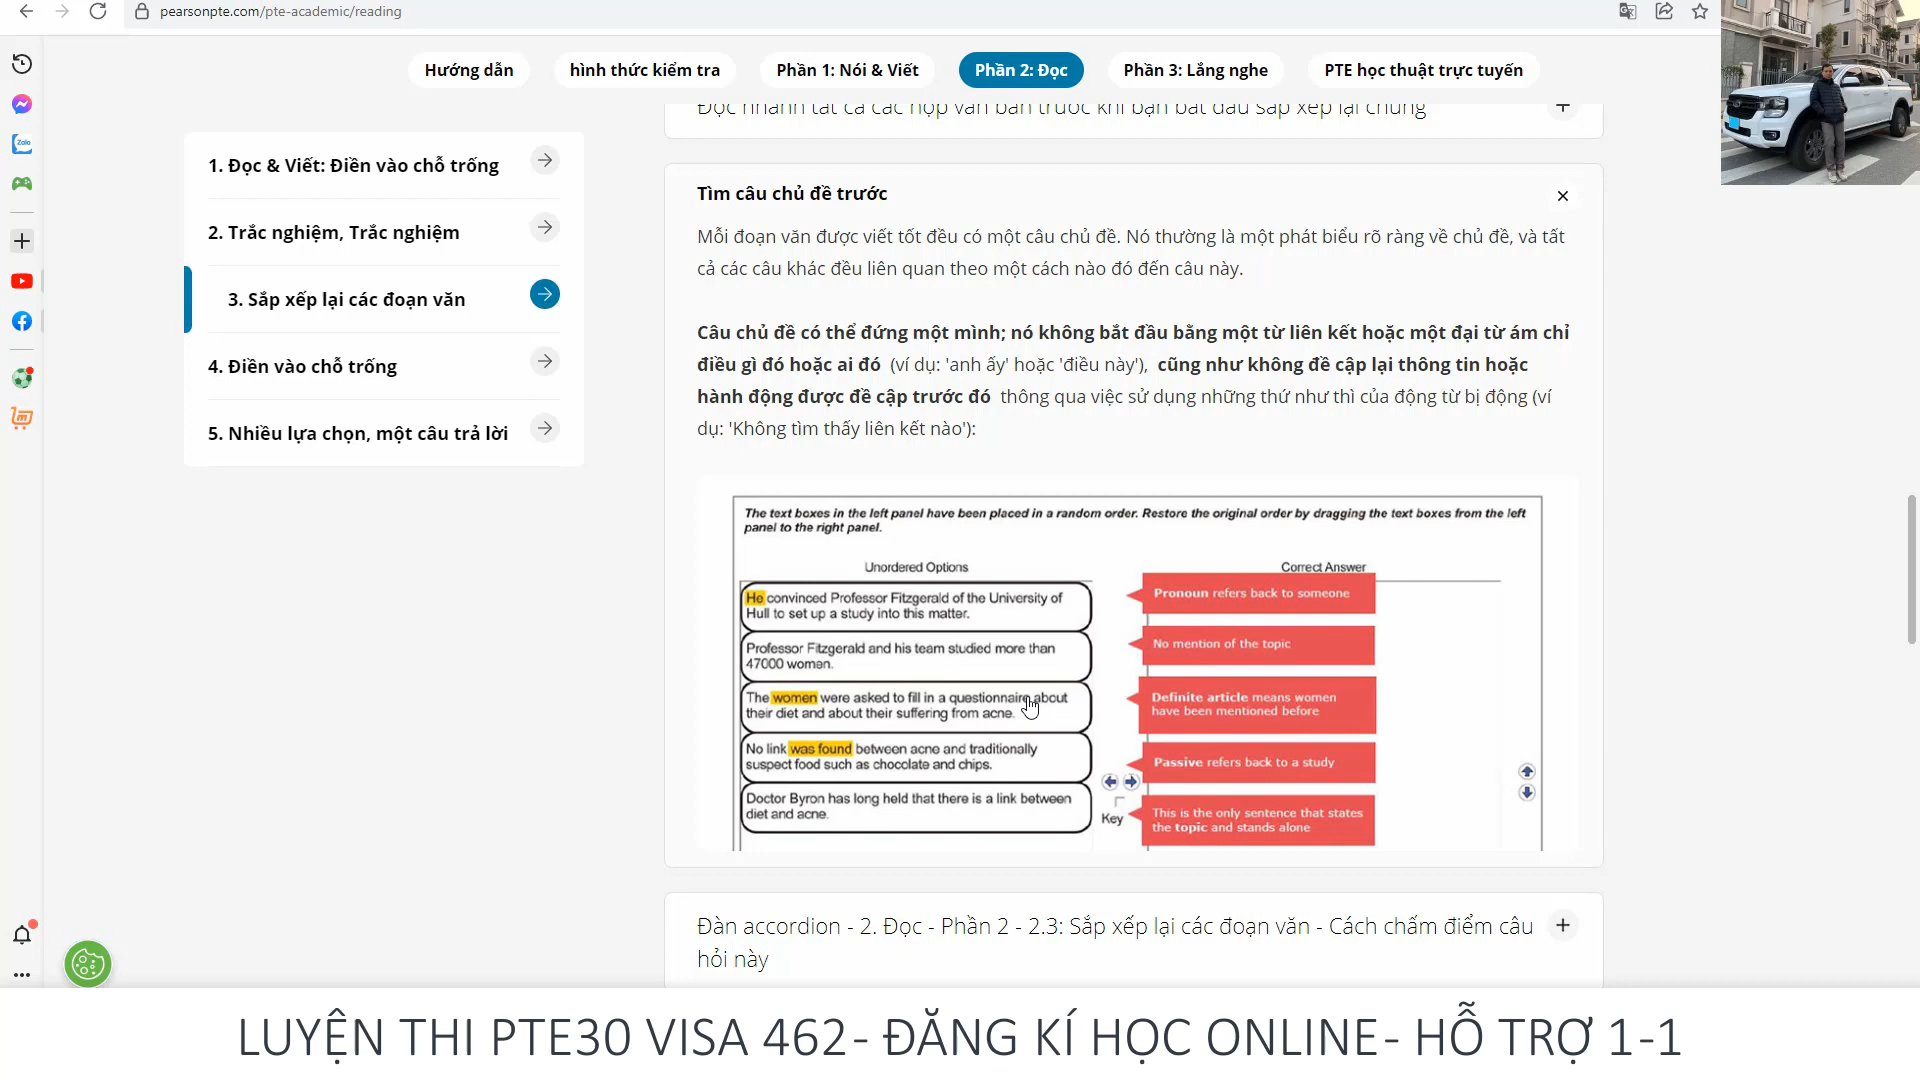 pearsonpte.com/pte-academic/reading
Hướng dẫn
hình thức kiểm tra
Phần 1: Nói & Viết
Phần 2: Đọc
Phần 3: Lắng nghe
PTE học thuật trực tuyến
Đọc nhanh tất cả các hộp văn bản trước khi bạn bắt đầu sắp xếp lại chúng
1. Đọc & Viết: Điền vào chỗ trống
2. Trắc nghiệm, Trắc nghiệm
3. Sắp xếp lại các đoạn văn
4. Điền vào chỗ trống
5. Nhiều lựa chọn, một câu trả lời
Tìm câu chủ đề trước
Mỗi đoạn văn được viết tốt đều có một câu chủ đề. Nó thường là một phát biểu rõ ràng về chủ đề, và tất
cả các câu khác đều liên quan theo một cách nào đó đến câu này.
Câu chủ đề có thể đứng một mình; nó không bắt đầu bằng một từ liên kết hoặc một đại từ ám chỉ
điều gì đó hoặc ai đó (ví dụ: 'anh ấy' hoặc 'điều này'), cũng như không đề cập lại thông tin hoặc
hành động được đề cập trước đó thông qua việc sử dụng những thứ như thì của động từ bị động (ví
dụ: 'Không tìm thấy liên kết nào'):
The text boxes in the left panel have been placed in a random order. Restore the original order by dragging the text boxes from the left
panel to the right panel.
Unordered Options
Correct Answer
He convinced Professor Fitzgerald of the University of
Hull to set up a study into this matter.
Pronoun refers back to someone
Professor Fitzgerald and his team studied more than
47000 women.
No mention of the topic
The women were asked to fill in a questionnaire about
their diet and about their suffering from acne.
Definite article means women
have been mentioned before
No link was found between acne and traditionally
suspect food such as chocolate and chips.
Passive refers back to a study
Doctor Byron has long held that there is a link between
diet and acne.
Key
This is the only sentence that states
the topic and stands alone
Đàn accordion - 2. Đọc - Phần 2 - 2.3: Sắp xếp lại các đoạn văn - Cách chấm điểm câu
hỏi này
Zalo
LUYỆN THI PTE30 VISA 462- ĐĂNG KÍ HỌC ONLINE- HỖ TRỢ 1-1